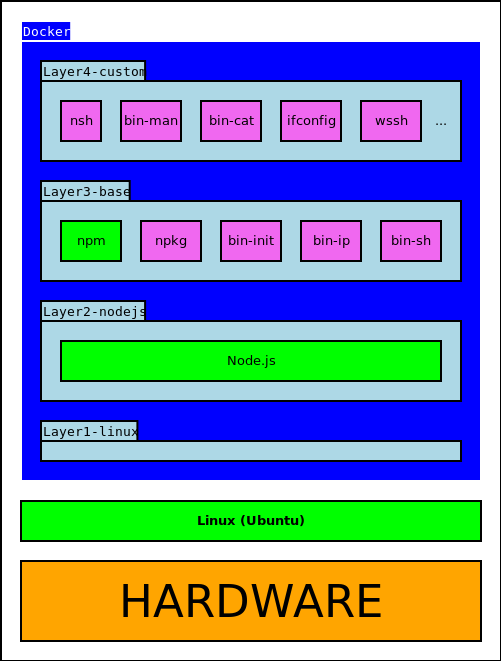 Docker
Layer4-custom
nsh bin-man bin-cat ifconfig wssh ...
Layer3-base
npm npkg bin-init bin-ip bin-sh
Layer2-nodejs
Node.js
Layer1-linux
Linux (Ubuntu)
HARDWARE